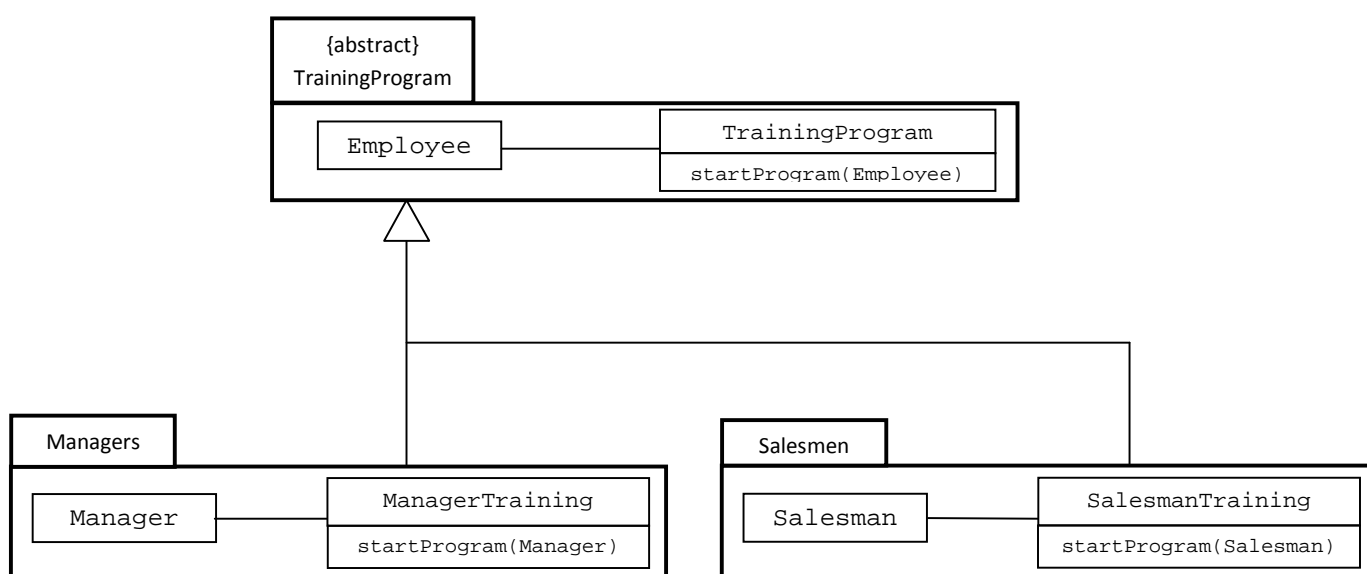 {abstract}
TrainingProgram
Employee
TrainingProgram
startProgram(Employee)
Managers
Manager
ManagerTraining
startProgram(Manager)
Salesmen
Salesman
SalesmanTraining
startProgram(Salesman)